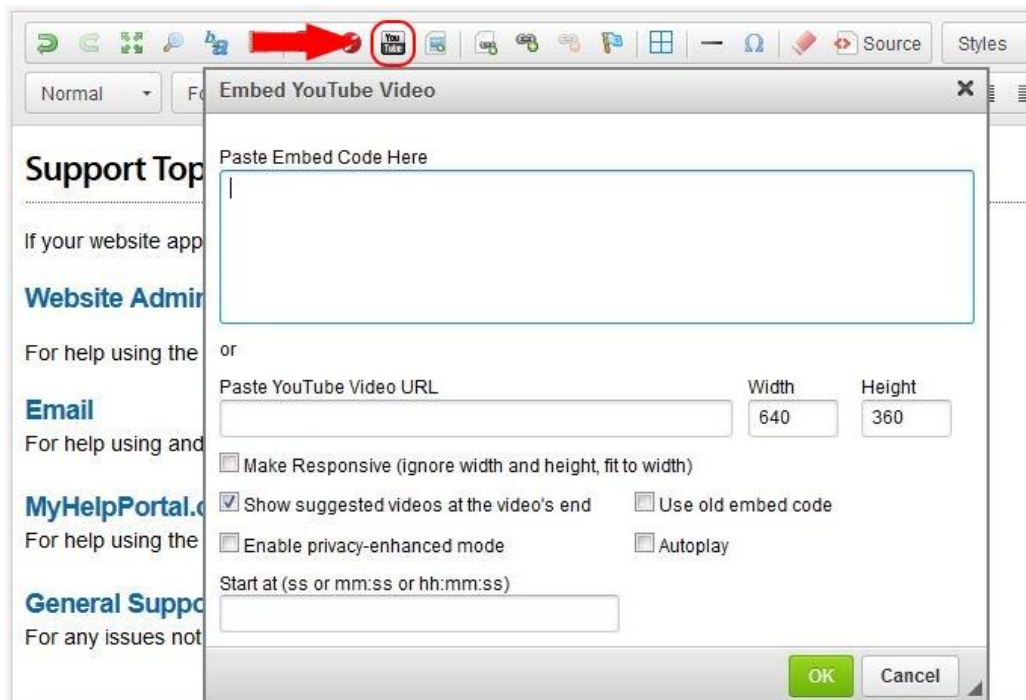 You
Tube
Source
Styles
Normal
Fo
Embed YouTube Video
Paste Embed Code Here
Support Top
If your website app
Website Admin
For help using the
or
Paste YouTube Video URL
Width
Height
640
360
Email
For help using and
Make Responsive (ignore width and height, fit to width)
MyHelpPortal.c
Show suggested videos at the video's end
Use old embed code
For help using the
Enable privacy-enhanced mode
Autoplay
Start at (ss or mm:ss or hh:mm:ss)
General Suppo
For any issues not
OK
Cancel